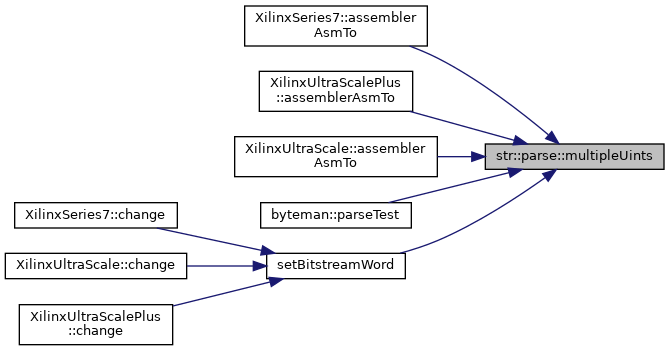 XilinxSeries7::assembler
AsmTo
XilinxUltraScalePlus
::assemblerAsmTo
XilinxUltraScale::assembler
AsmTo
str::parse::multipleUints
byteman::parseTest
XilinxSeries7::change
XilinxUltraScale::change
setBitstreamWord
XilinxUltraScalePlus
::change